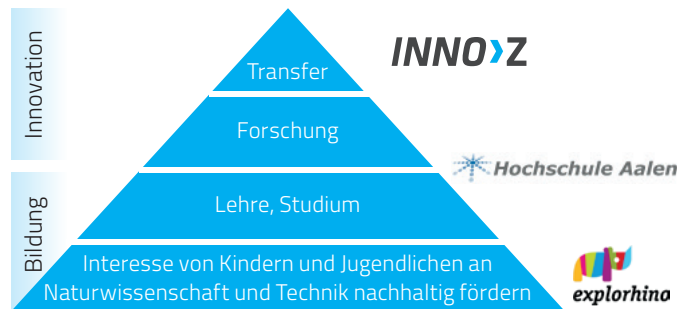 Innovation
Transfer
INNO Z
Forschung
Hochschule Aalen
Bildung
Lehre, Studium
Interesse von Kindern und Jugendlichen an
Naturwissenschaft und Technik nachhaltig fördern
explorhino